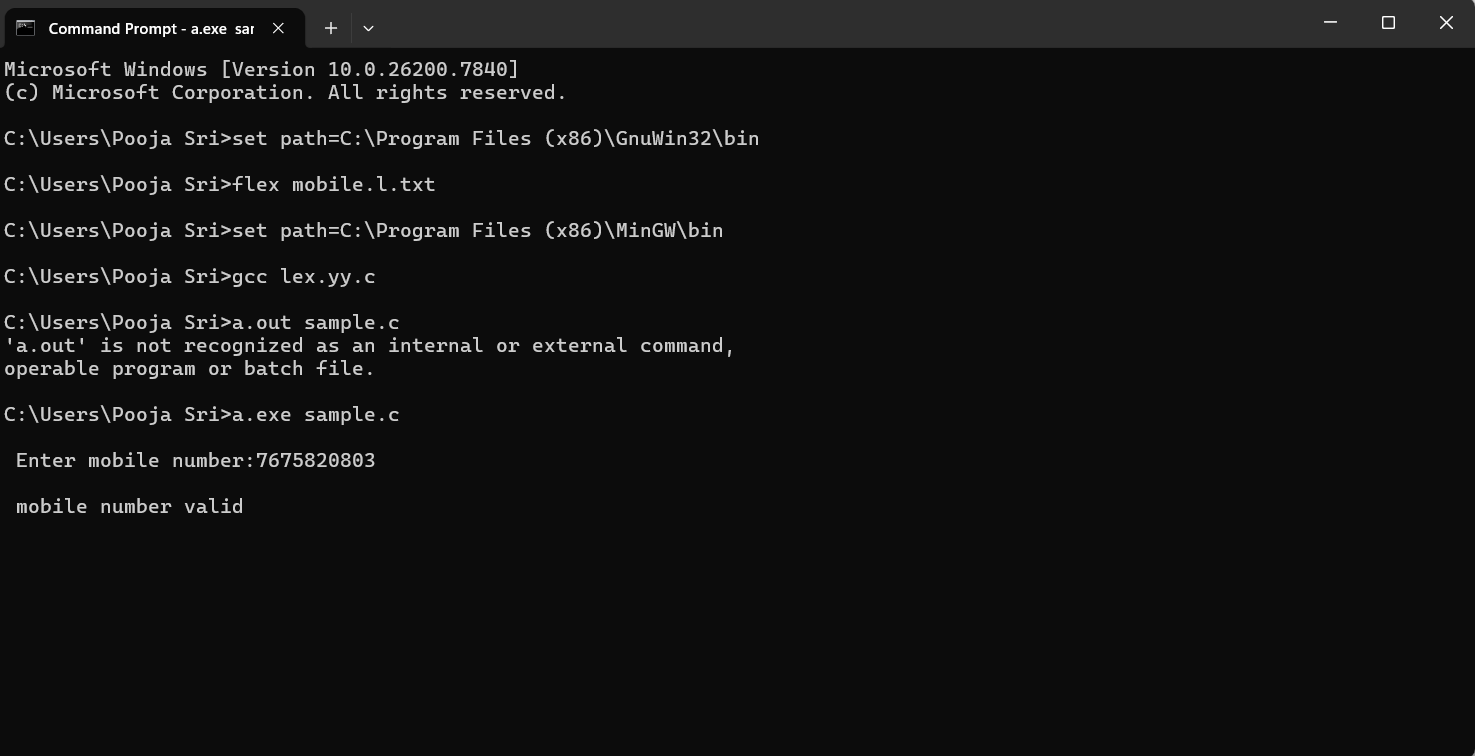 Command Prompt - a.exe sar
Microsoft Windows [Version 10.0.26200.7840]
(c) Microsoft Corporation. All rights reserved.
C:\Users\Pooja Sri>set path=C:\Program Files (x86)\GnuWin32\bin
C:\Users\Pooja Sri>flex mobile.l.txt
C:\Users\Pooja Sri>set path=C:\Program Files (x86)\MinGW\bin
C:\Users\Pooja Sri>gcc lex.yy.c
C:\Users\Pooja Sri>a.out sample.c
'a.out' is not recognized as an internal or external command,
operable program or batch file.
C:\Users\Pooja Sri>a.exe sample.c
Enter mobile number:7675820803
mobile number valid